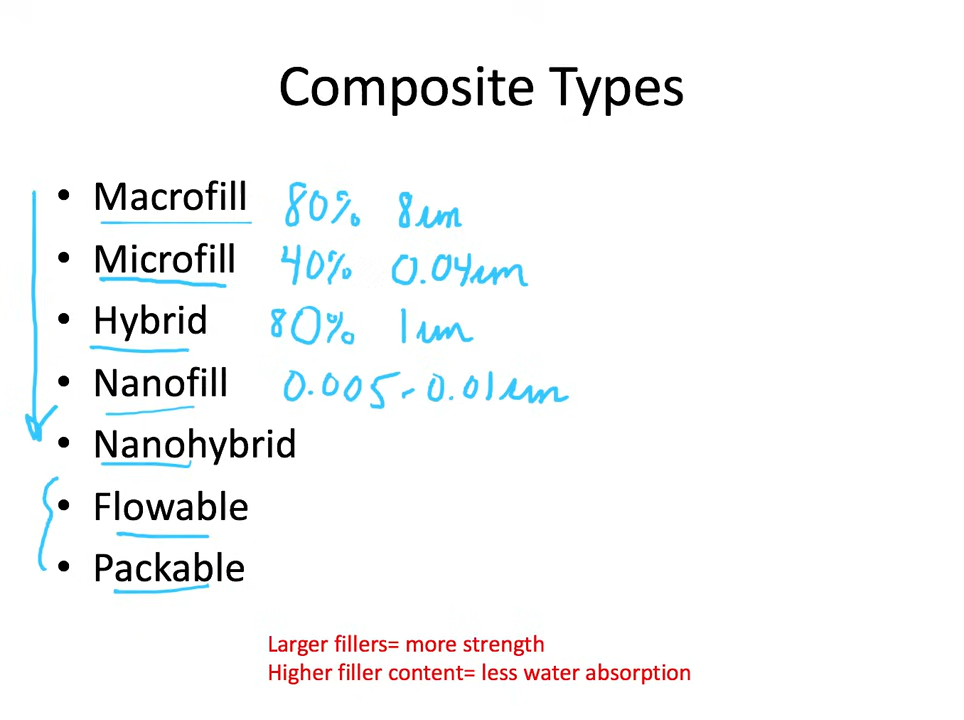 Composite Types
• Macrofill 80% 8um
• Microfill 40% 0.04um
• Hybrid 80% 1um
• Nanofill 0.005-0.01um
• Nanohybrid
• Flowable
• Packable
Larger fillers= more strength
Higher filler content= less water absorption